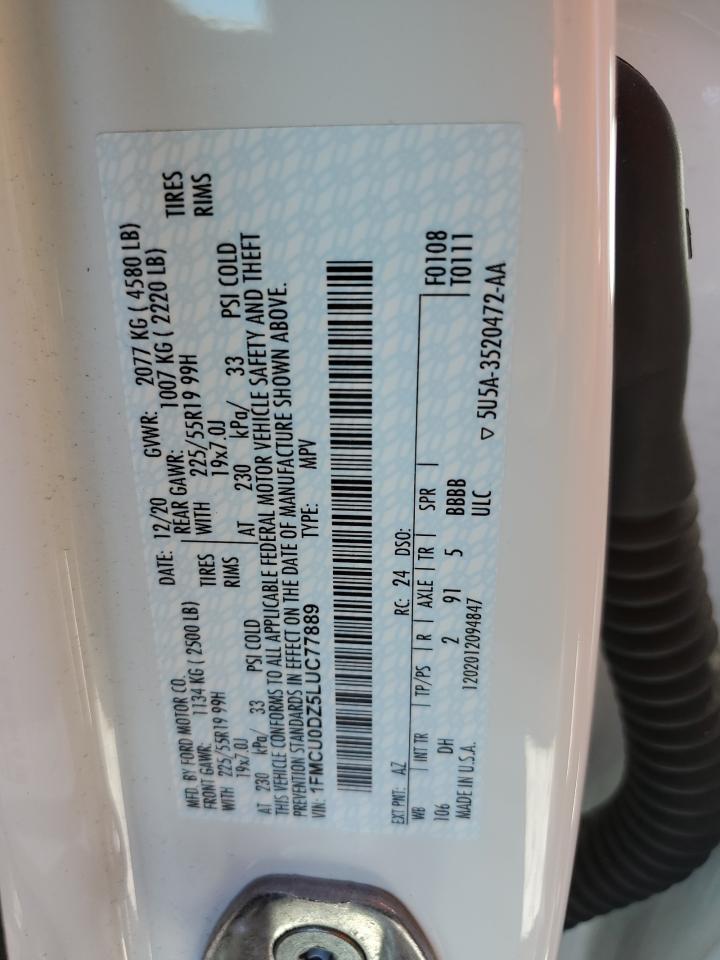 MFD. BY FORD MOTOR CO. DATE: 12/20 GVWR: 2077 KG ( 4580 LB)
FRONT GAWR: 1134 KG ( 2500 LB) REAR GAWR: 1007 KG ( 2220 LB)
WITH 225/55R19 99H TIRES WITH 225/55R19 99H TIRES
19x7.0J RIMS 19x7.0J RIMS
AT 230 kPa/ 33 PSI COLD AT 230 kPa/ 33 PSI COLD
THIS VEHICLE CONFORMS TO ALL APPLICABLE FEDERAL MOTOR VEHICLE SAFETY AND THEFT
PREVENTION STANDARDS IN EFFECT ON THE DATE OF MANUFACTURE SHOWN ABOVE.
VIN: 1FMCU0DZ5LUC77889 TYPE: MPV
EXT PNT: AZ RC: 24 DSO: F0108
WB INT TR TP/PS R AXLE TR SPR T0111
106 DH 2 91 5 BBBB
MADE IN U.S.A. 1202012094847 ULC ▽ 5U5A-3520472-AA